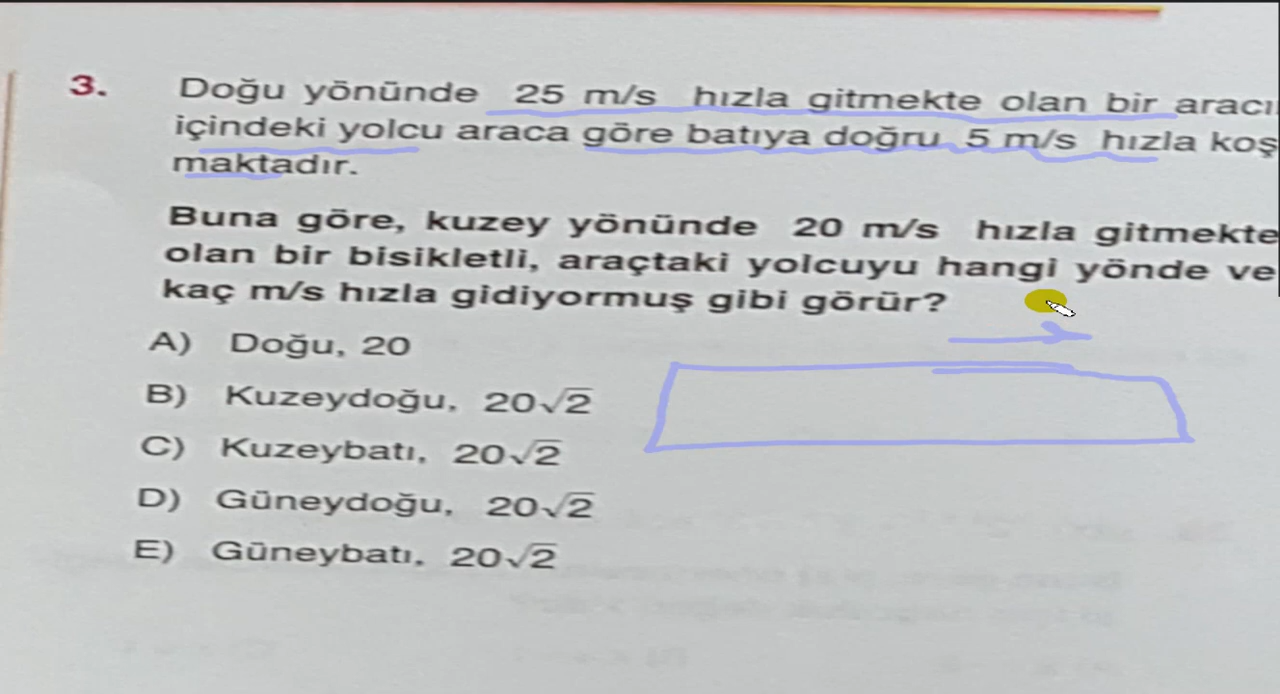 3. Doğu yönünde 25 m/s hızla gitmekte olan bir aracı
içindeki yolcu araca göre batıya doğru 5 m/s hızla koş
maktadır.
Buna göre, kuzey yönünde 20 m/s hızla gitmekte
olan bir bisikletli, araçtaki yolcuyu hangi yönde ve
kaç m/s hızla gidiyormuş gibi görür?
A) Doğu, 20
B) Kuzeydoğu, 20√2
C) Kuzeybatı, 20√2
D) Güneydoğu, 20√2
E) Güneybatı, 20√2